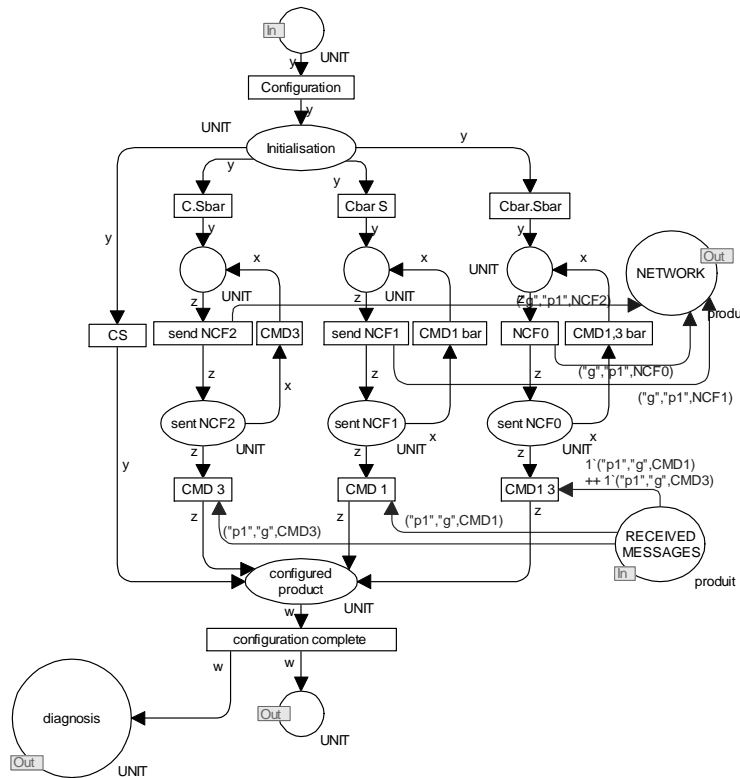 In
UNIT
y
Configuration
y
UNIT
Initialisation
y
y
y
y
C.Sbar
Cbar S
Cbar.Sbar
y
y
y
x
x
x
UNIT
NETWORK
Out
z
UNIT
z
UNIT
z
("g","p1",NCF2)
produ
CS
send NCF2
CMD3
send NCF1
CMD1 bar
NCF0
CMD1,3 bar
z
x
z
z
("g","p1",NCF0)
("g","p1",NCF1)
sent NCF2
sent NCF1
sent NCF0
x
x
z
UNIT
z
UNIT
z
UNIT
y
1`("p1","g",CMD1)
++ 1`("p1","g",CMD3)
CMD 3
CMD 1
CMD1 3
z
("p1","g",CMD3)
z
("p1","g",CMD1)
z
RECEIVED
MESSAGES
In
produit
configured
product
UNIT
w
configuration complete
w
w
diagnosis
Out
UNIT
Out
UNIT